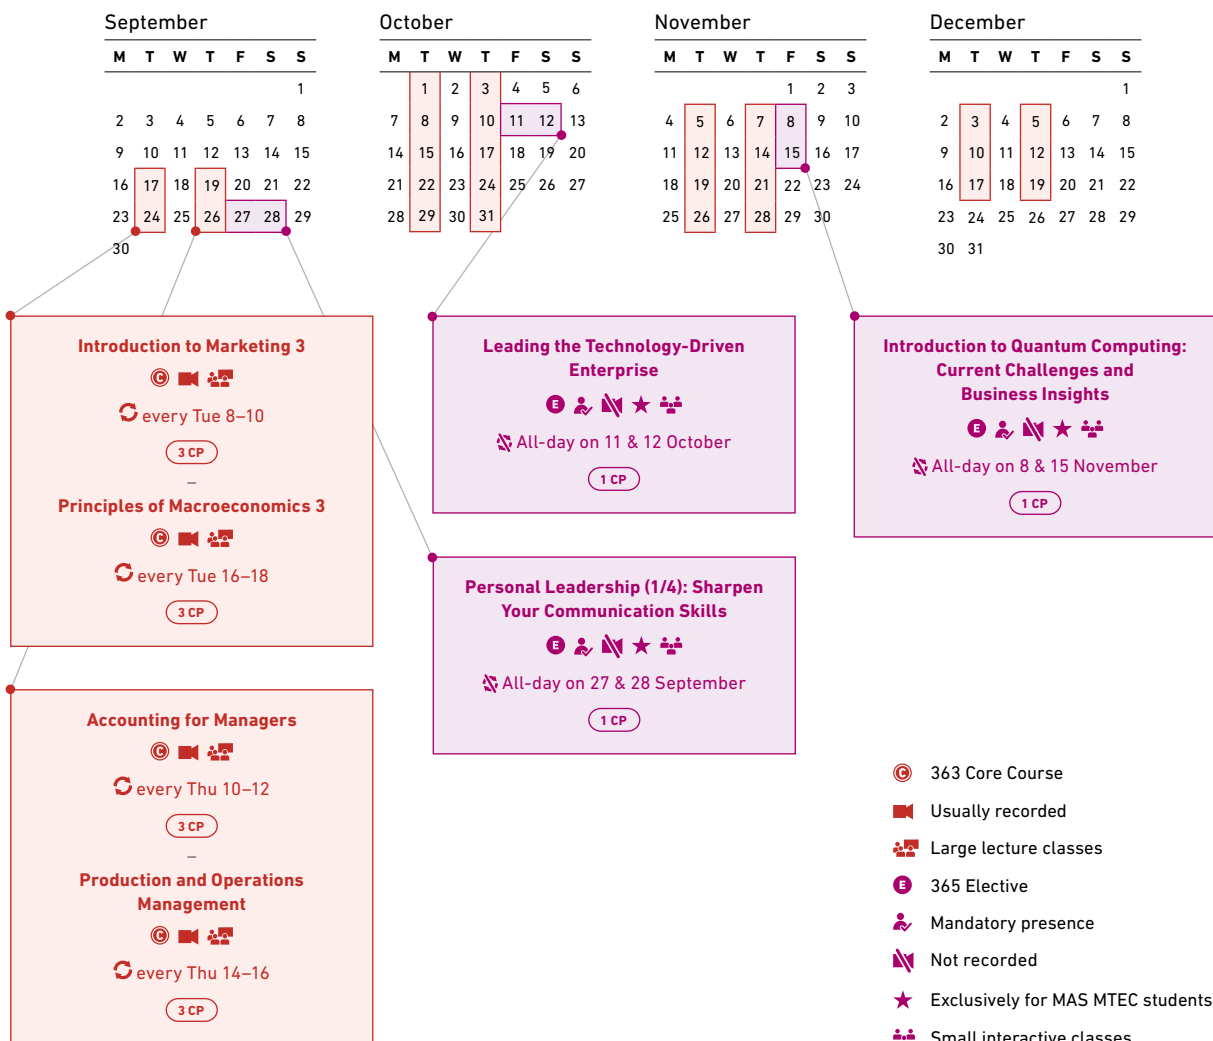 September
M T W T F S S
1
2 3 4 5 6 7 8
9 10 11 12 13 14 15
16 17 18 19 20 21 22
23 24 25 26 27 28 29
30
October
M T W T F S S
1 2 3 4 5 6
7 8 9 10 11 12 13
14 15 16 17 18 19 20
21 22 23 24 25 26 27
28 29 30 31
November
M T W T F S S
1 2 3
4 5 6 7 8 9 10
11 12 13 14 15 16 17
18 19 20 21 22 23 24
25 26 27 28 29 30
December
M T W T F S S
1
2 3 4 5 6 7 8
9 10 11 12 13 14 15
16 17 18 19 20 21 22
23 24 25 26 27 28 29
30 31
Introduction to Marketing 3
C
every Tue 8–10
3 CP
–
Principles of Macroeconomics 3
C
every Tue 16–18
3 CP
Accounting for Managers
C
every Thu 10–12
3 CP
–
Production and Operations
Management
C
every Thu 14–16
3 CP
Leading the Technology-Driven
Enterprise
E
All-day on 11 & 12 October
1 CP
Personal Leadership (1/4): Sharpen
Your Communication Skills
E
All-day on 27 & 28 September
1 CP
Introduction to Quantum Computing:
Current Challenges and
Business Insights
E
All-day on 8 & 15 November
1 CP
C 363 Core Course
Usually recorded
Large lecture classes
E 365 Elective
Mandatory presence
Not recorded
Exclusively for MAS MTEC students
Small interactive classes